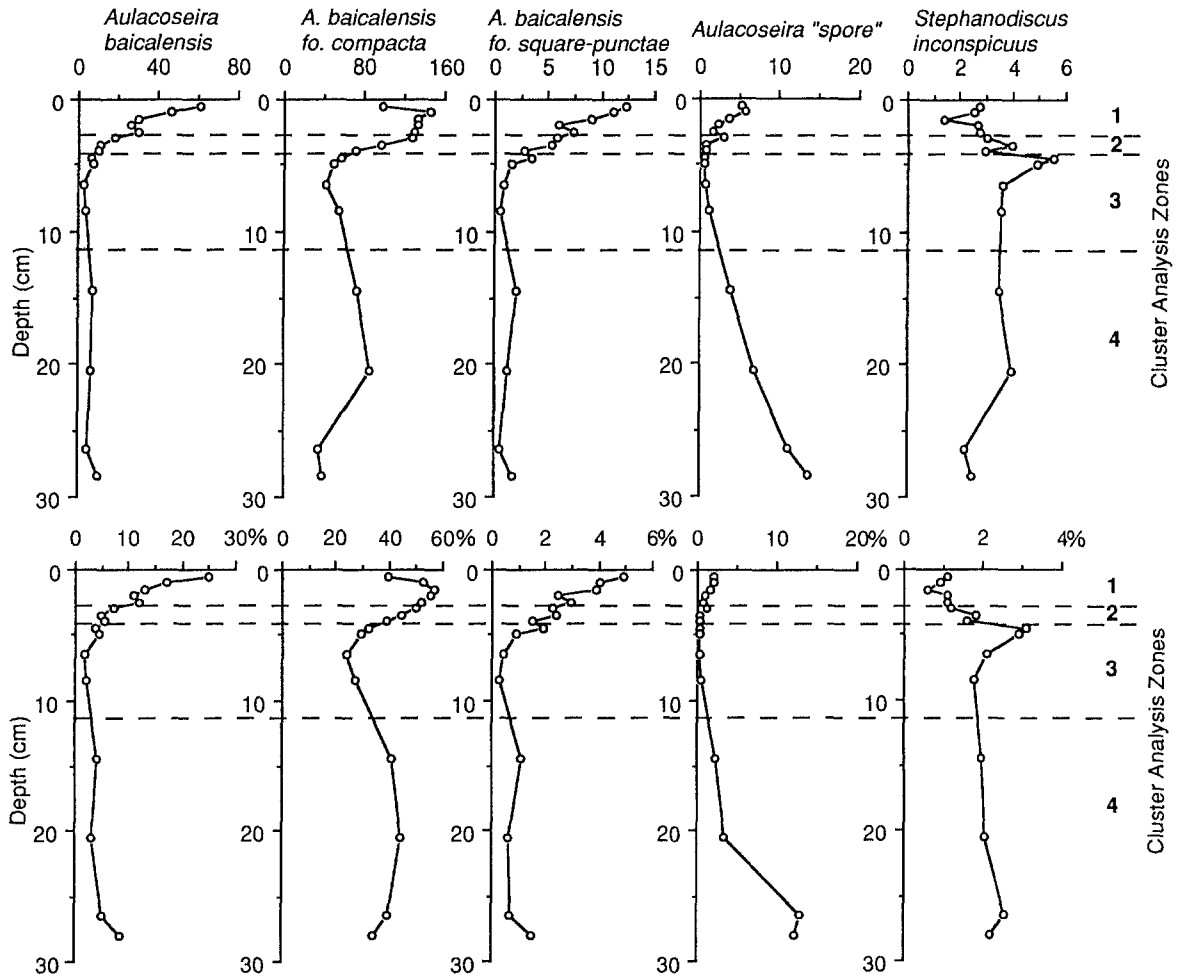 Aulacoseira baicalensis
A. baicalensis fo. compacta
A. baicalensis fo. square-punctae
Aulacoseira "spore"
Stephanodiscus inconspicuus
0 40 80
0 80 160
0 5 10 15
0 10 20
0 2 4 6
0 0 0 0 0
1
2
3
10 10 10 10 10
4
20 20 20 20 20
30 30 30 30 30
Depth (cm)
Cluster Analysis Zones
0 10 20 30%
0 20 40 60%
0 2 4 6%
0 10 20%
0 2 4%
0 0 0 0 0
1
2
3
10 10 10 10 10
4
20 20 20 20 20
30 30 30 30 30
Depth (cm)
Cluster Analysis Zones